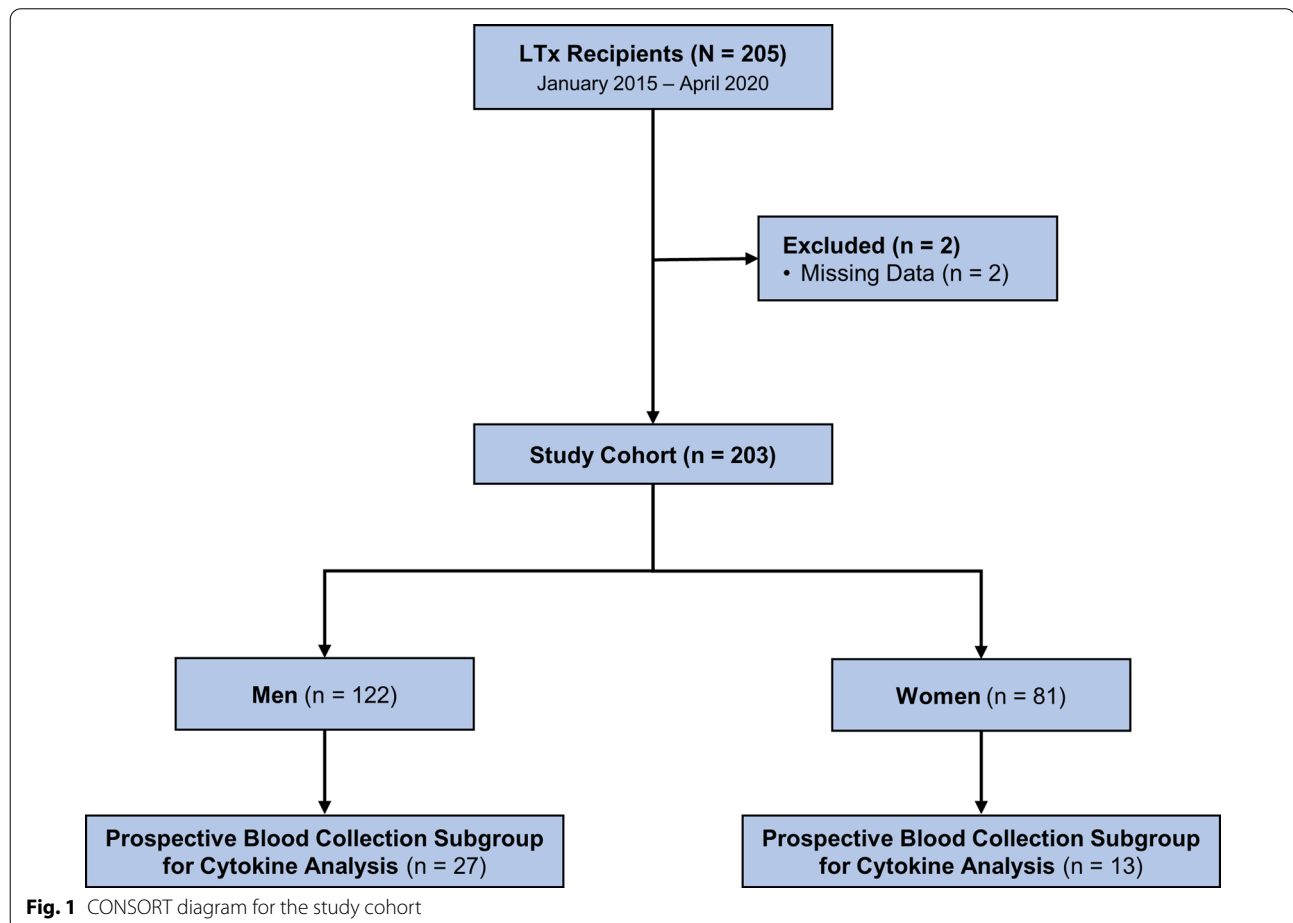 LTx Recipients (N = 205)
January 2015 – April 2020
Excluded (n = 2)
• Missing Data (n = 2)
Study Cohort (n = 203)
Men (n = 122)
Women (n = 81)
Prospective Blood Collection Subgroup
for Cytokine Analysis (n = 27)
Prospective Blood Collection Subgroup
for Cytokine Analysis (n = 13)
Fig. 1 CONSORT diagram for the study cohort